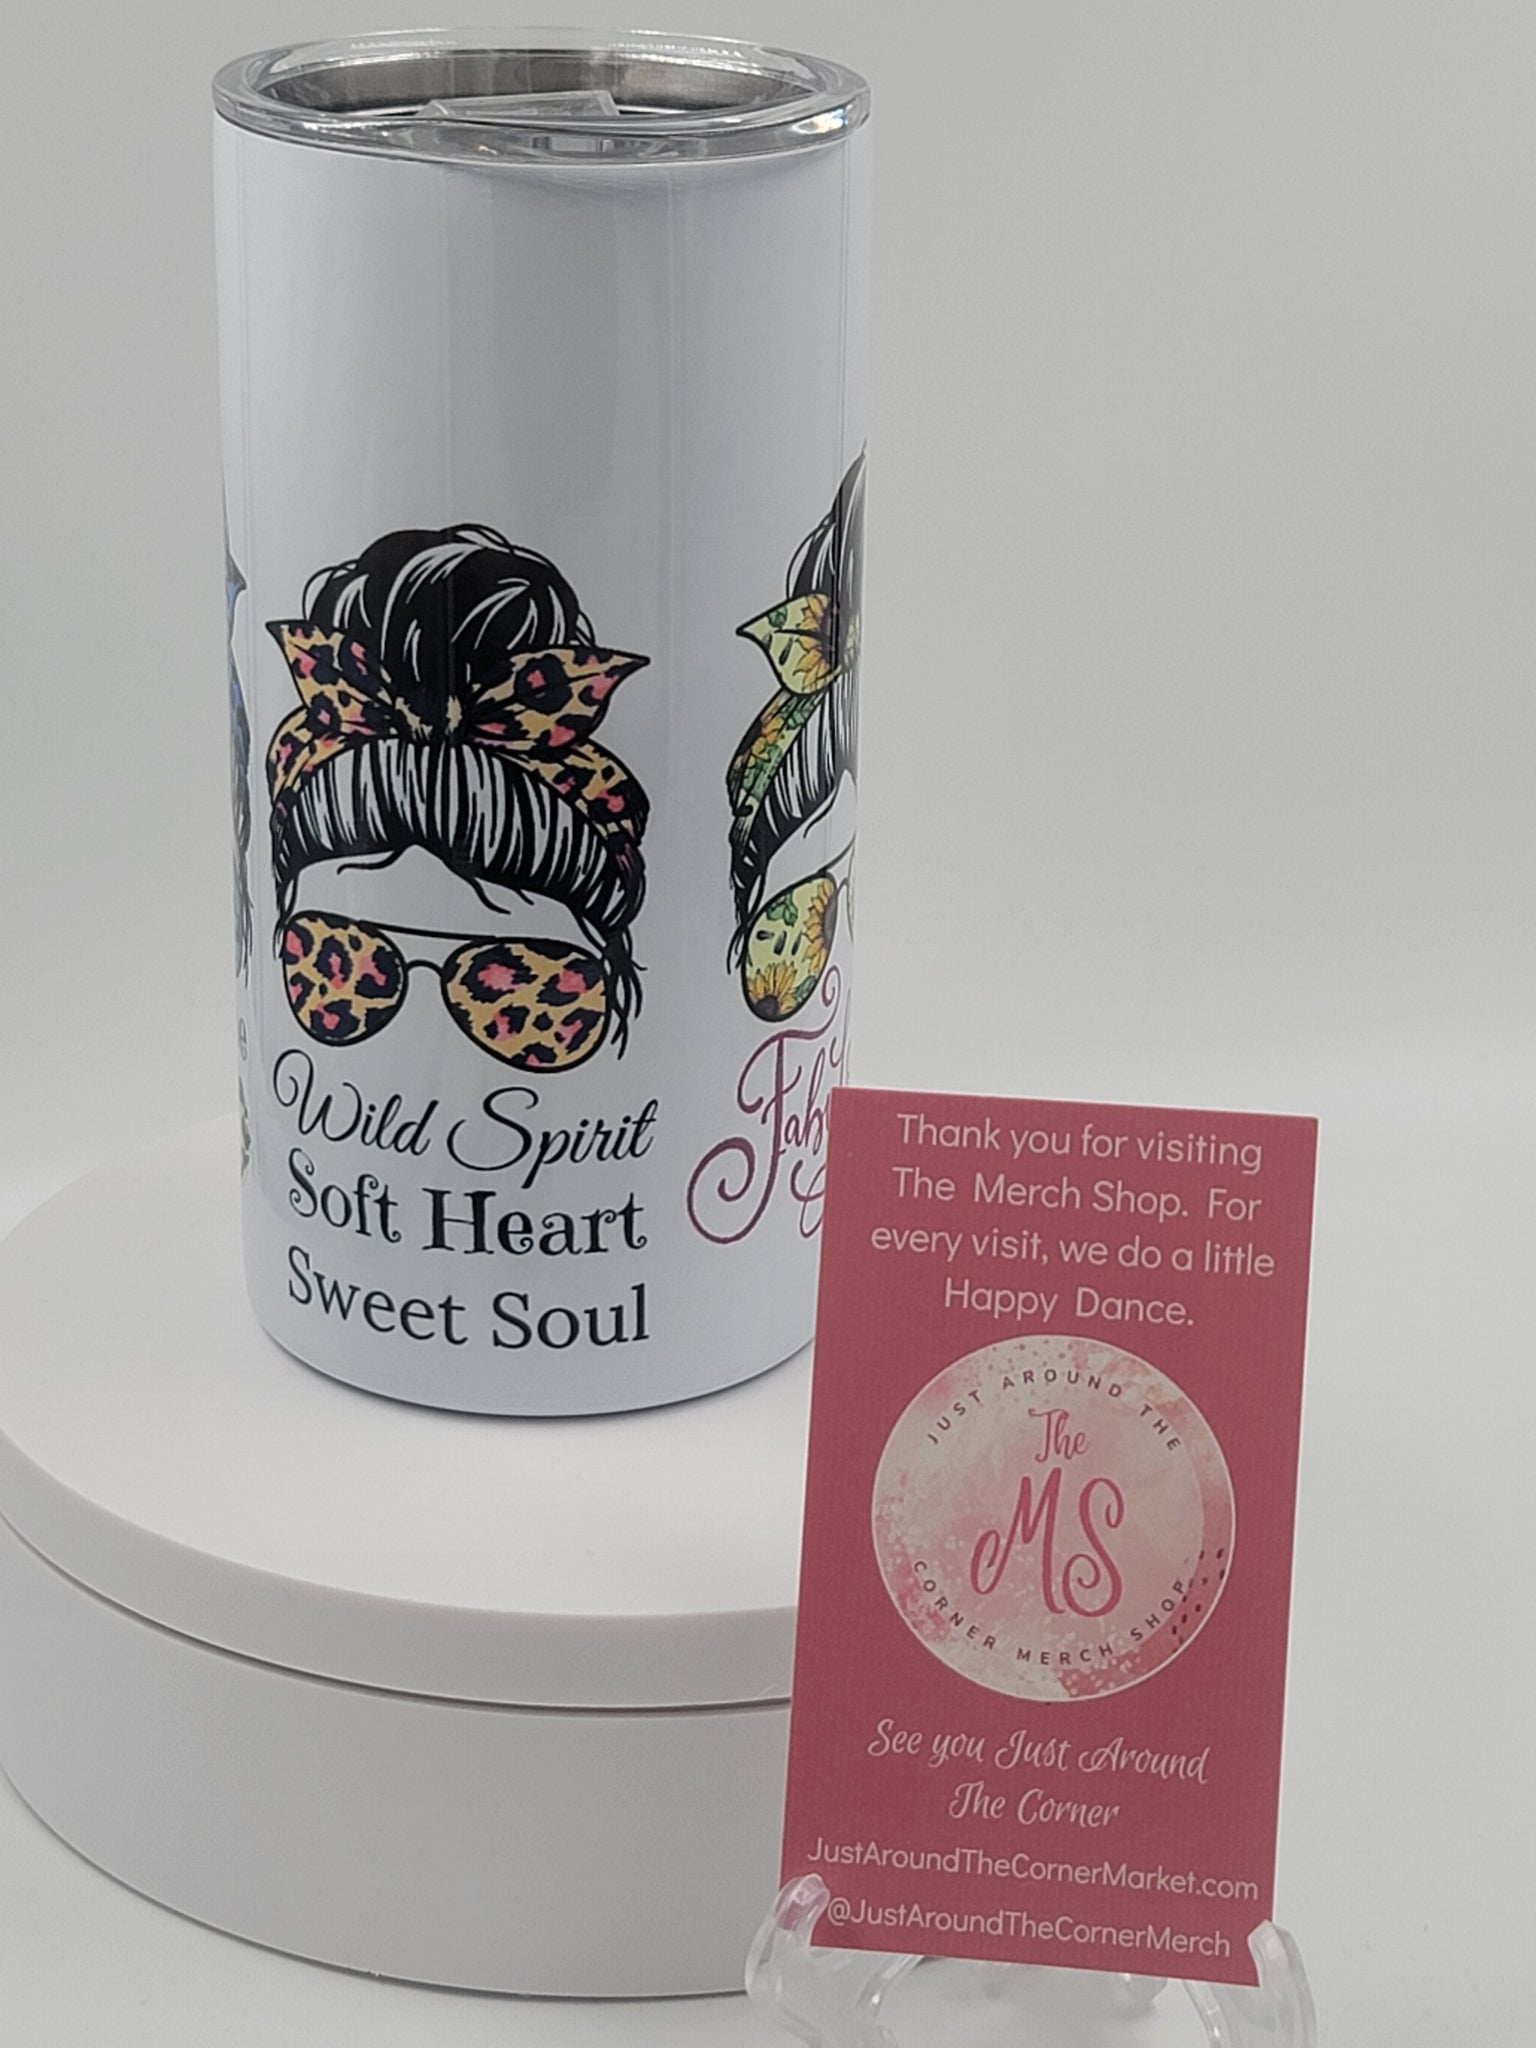 Wild Spirit
Soft Heart
Sweet Soul
Thank you for visiting
The Merch Shop. For
every visit, we do a little
Happy Dance.
JUST AROUND THE
The
MS
CORNER MERCH SHOP
See you Just Around
The Corner
JustAroundTheCornerMarket.com
@JustAroundTheCornerMerch